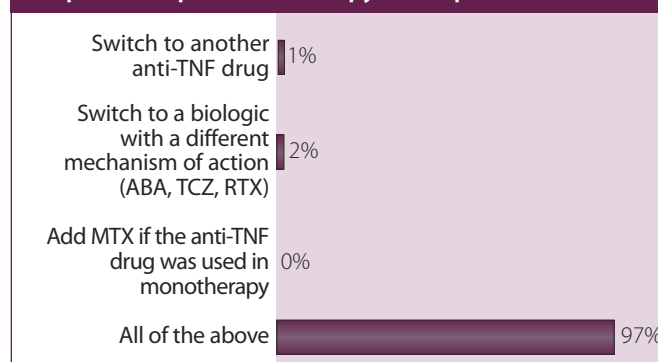 Switch to another
anti-TNF drug
1%
Switch to a biologic
with a different
mechanism of action
(ABA, TCZ, RTX)
2%
Add MTX if the anti-TNF
drug was used in
monotherapy
0%
All of the above
97%